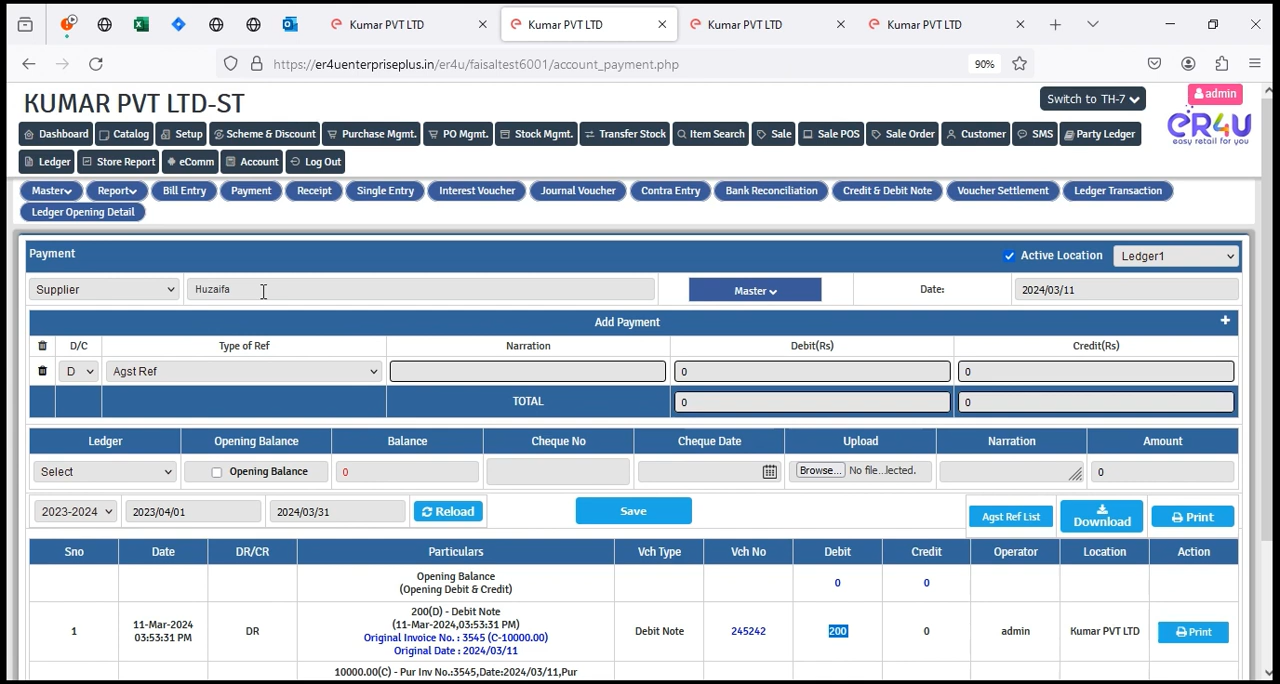 Kumar PVT LTD
Kumar PVT LTD
Kumar PVT LTD
Kumar PVT LTD
https://er4uenterpriseplus.in/er4u/faisaltest6001/account_payment.php
90%
KUMAR PVT LTD-ST
Switch to TH-7
admin
eR4U
easy retail for you
Dashboard Catalog Setup Scheme & Discount Purchase Mgmt. PO Mgmt. Stock Mgmt. Transfer Stock Item Search Sale Sale POS Sale Order Customer SMS Party Ledger
Ledger Store Report eComm Account Log Out
Master Report Bill Entry Payment Receipt Single Entry Interest Voucher Journal Voucher Contra Entry Bank Reconciliation Credit & Debit Note Voucher Settlement Ledger Transaction
Ledger Opening Detail
Payment Active Location Ledger1
Supplier Huzaifa Master Date: 2024/03/11
Add Payment +
D/C Type of Ref Narration Debit(Rs) Credit(Rs)
D Agst Ref 0 0
TOTAL 0 0
Ledger Opening Balance Balance Cheque No Cheque Date Upload Narration Amount
Select Opening Balance 0 Browse... No file...lected. 0
2023-2024 2023/04/01 2024/03/31 Reload Save Agst Ref List Download Print
Sno Date DR/CR Particulars Vch Type Vch No Debit Credit Operator Location Action
Opening Balance
(Opening Debit & Credit) 0 0
200(D) - Debit Note
11-Mar-2024 (11-Mar-2024,03:53:31 PM)
1 03:53:31 PM DR Original Invoice No. : 3545 (C-10000.00) Debit Note 245242 200 0 admin Kumar PVT LTD Print
Original Date : 2024/03/11
10000.00(C) - Pur Inv No.:3545,Date:2024/03/11,Pur